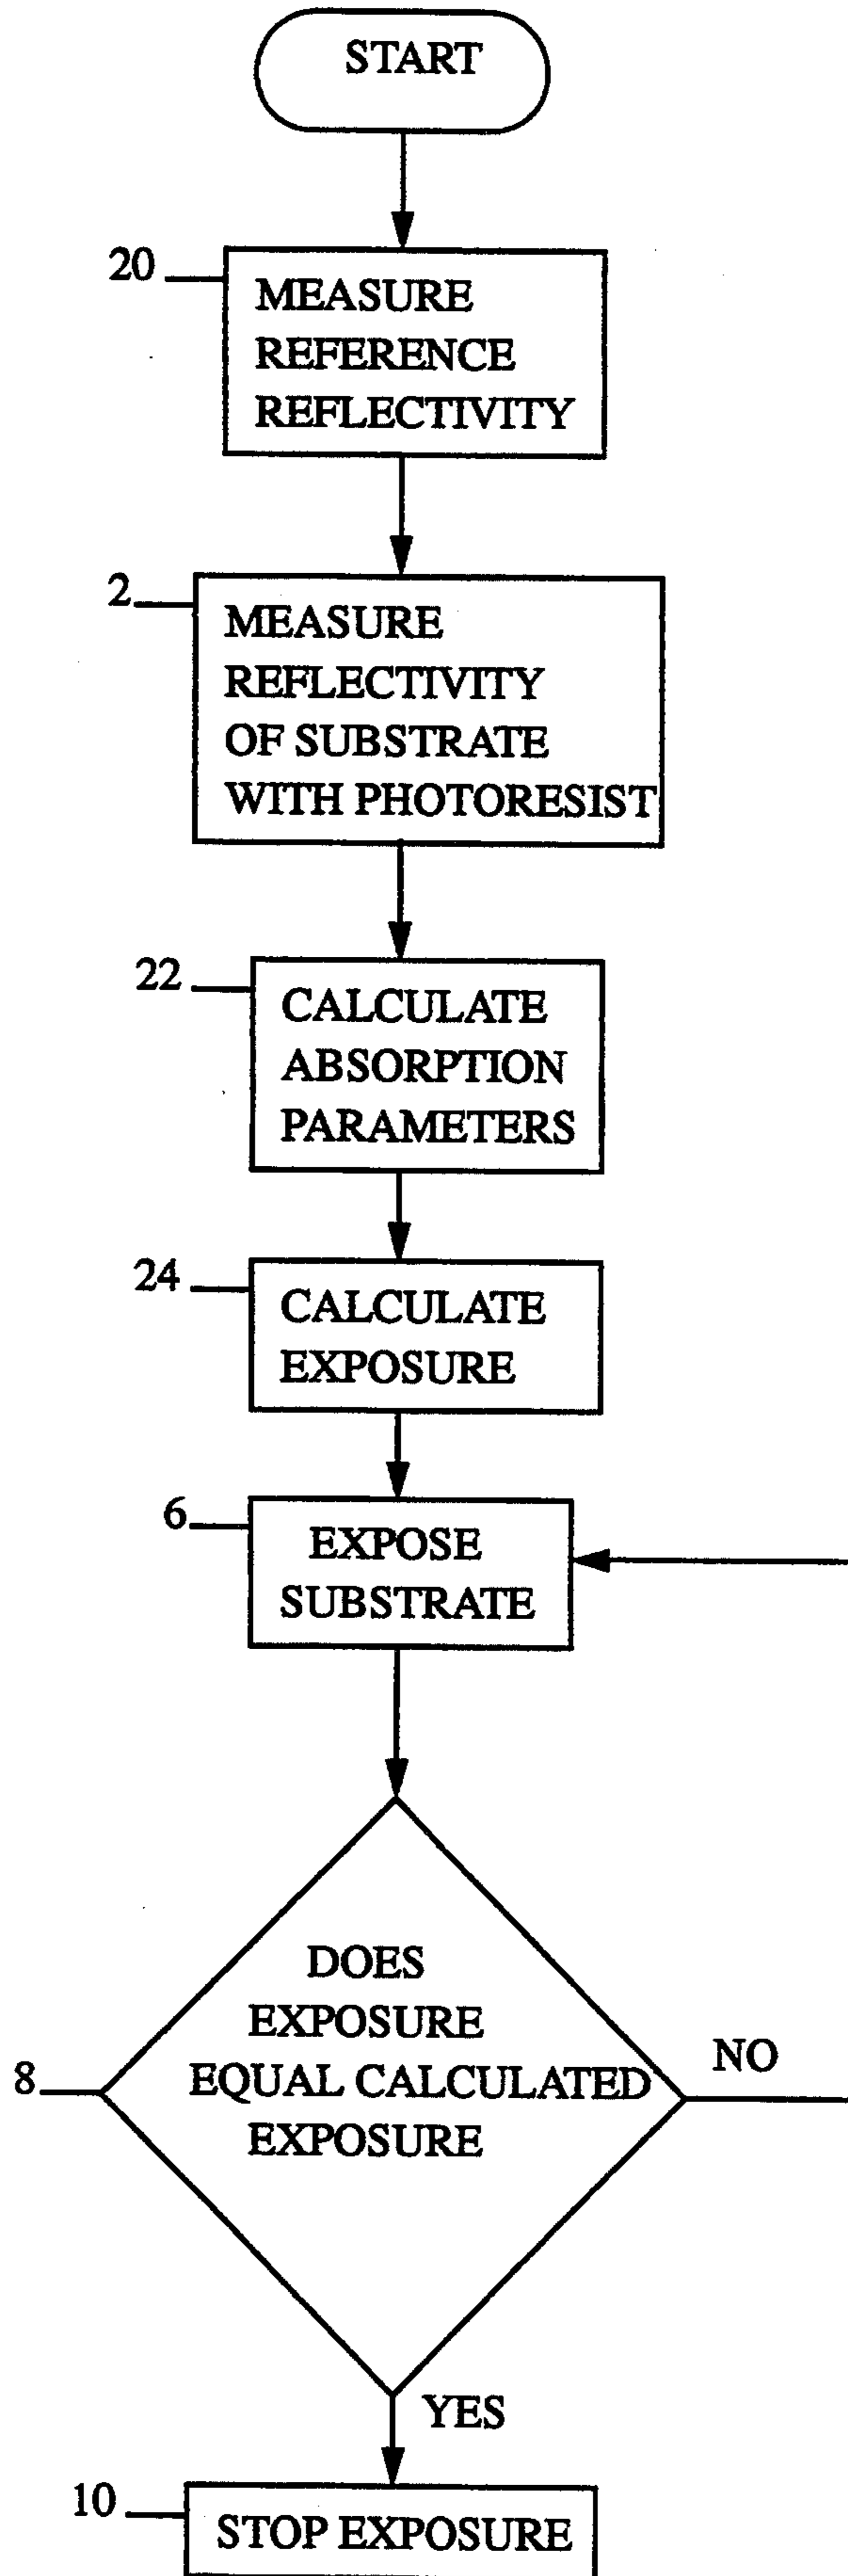 START
20
MEASURE
REFERENCE
REFLECTIVITY
2
MEASURE
REFLECTIVITY
OF SUBSTRATE
WITH PHOTORESIST
22
CALCULATE
ABSORPTION
PARAMETERS
24
CALCULATE
EXPOSURE
6
EXPOSE
SUBSTRATE
DOES
EXPOSURE
8
EQUAL CALCULATED
EXPOSURE
NO
YES
10
STOP EXPOSURE